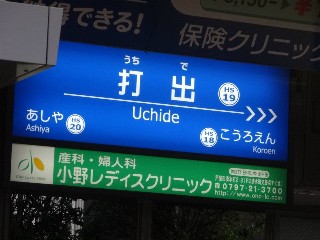 保険クリニック
うち で
打 出
HS 19
Uchide
あしや
Ashiya
HS 20
HS 18
こうろえん
Koroen
産科・婦人科
小野レディスクリニック
0797-21-3700